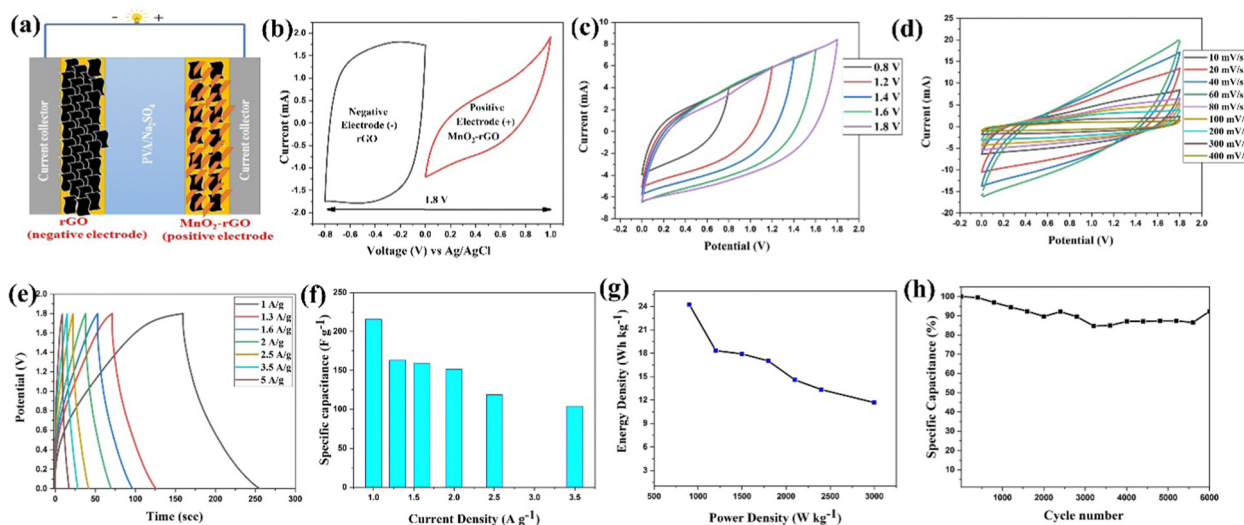 (a)
- +
Current collector
PVA/Na₂SO₄
Current collector
rGO
(negative electrode)
MnO₂-rGO
(positive electrode
(b)
Current (mA)
2.0
1.5
1.0
0.5
0.0
-0.5
-1.0
-1.5
-2.0
Negative
Electrode (-)
rGO
Positive
Electrode (+)
MnO₂-rGO
1.8 V
-0.8 -0.6 -0.4 -0.2 0.0 0.2 0.4 0.6 0.8 1.0
Voltage (V) vs Ag/AgCl
(c)
Current (mA)
10
8
6
4
2
0
-2
-4
-6
-8
0.8 V
1.2 V
1.4 V
1.6 V
1.8 V
0.0 0.2 0.4 0.6 0.8 1.0 1.2 1.4 1.6 1.8 2.0
Potential (V)
(d)
Current (mA)
25
20
15
10
5
0
-5
-10
-15
-20
10 mV/s
20 mV/s
40 mV/s
60 mV/s
80 mV/s
100 mV/s
200 mV/s
300 mV/s
400 mV/s
0.0 0.2 0.4 0.6 0.8 1.0 1.2 1.4 1.6 1.8 2.0
Potential (V)
(e)
Potential (V)
2.0
1.8
1.6
1.4
1.2
1.0
0.8
0.6
0.4
0.2
0.0
1 A/g
1.3 A/g
1.6 A/g
2 A/g
2.5 A/g
3.5 A/g
5 A/g
0 50 100 150 200 250 300
Time (sec)
(f)
Specific capacitance (F g⁻¹)
250
225
200
175
150
125
100
75
50
25
0
1.0 1.5 2.0 2.5 3.0 3.5
Current Density (A g⁻¹)
(g)
Energy Density (Wh kg⁻¹)
24
21
18
15
12
9
6
3
500 1000 1500 2000 2500 3000
Power Density (W kg⁻¹)
(h)
Specific Capacitance (%)
100
90
80
70
60
50
40
30
20
10
0 1000 2000 3000 4000 5000 6000
Cycle number